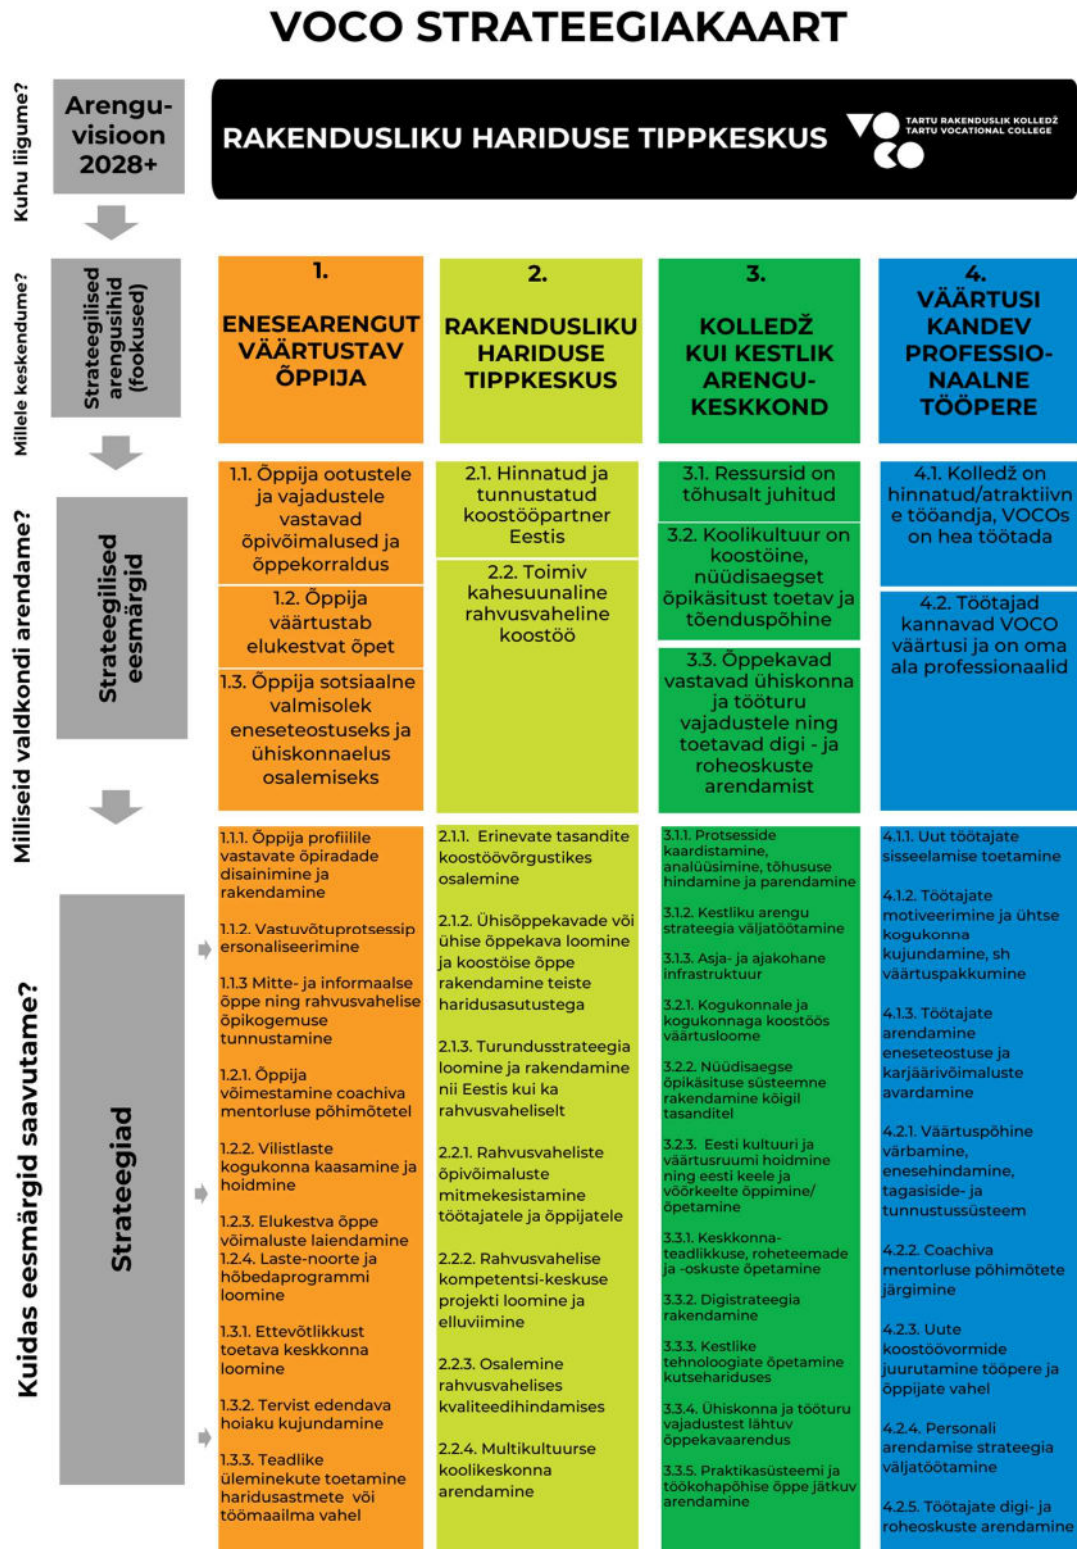 VOCO STRATEEGIAKAART
Kuhu liigume?
Arengu-
visioon
2028+
RAKENDUSLIKU HARIDUSE TIPPKESKUS
TARTU RAKENDUSLIK KOLLEDŽ
TARTU VOCATIONAL COLLEGE
VOCO
Millele keskendume?
Strateegilised
arengusihid
(fookused)
1.
ENESEARENGUT
VÄÄRTUSTAV
ÕPPIJA
2.
RAKENDUSLIKU
HARIDUSE
TIPPKESKUS
3.
KOLLEDŽ
KUI KESTLIK
ARENGU-
KESKKOND
4.
VÄÄRTUSI
KANDEV
PROFESSIO-
NAALNE
TÖÖPERE
Milliseid valdkondi arendame?
Strateegilised
eesmärgid
1.1. Õppija ootustele
ja vajadustele
vastavad
õpivõimalused ja
õppekorraldus
1.2. Õppija
väärtustab
elukestvat õpet
1.3. Õppija sotsiaalne
valmisolek
eneseteostuseks ja
ühiskonnaelus
osalemiseks
2.1. Hinnatud ja
tunnustatud
koostööpartner
Eestis
2.2. Toimiv
kahesuunaline
rahvusvaheline
koostöö
3.1. Ressursid on
tõhusalt juhitud
3.2. Koolikultuur on
koostöine,
nüüdisaegset
õpikäsitust toetav ja
tõenduspõhine
3.3. Õppekavad
vastavad ühiskonna
ja tööturu
vajadustele ning
toetavad digi - ja
roheoskuste
arendamist
4.1. Kolledž on
hinnatud/atraktiivn
e tööandja, VOCOs
on hea töötada
4.2. Töötajad
kannavad VOCO
väärtusi ja on oma
ala professionaalid
Kuidas eesmärgid saavutame?
Strateegiad
1.1.1. Õppija profiilile
vastavate õpiradade
disainimine ja
rakendamine
1.1.2. Vastuvõtuprotsessip
ersonaliseerimine
1.1.3 Mitte- ja informaalse
õppe ning rahvusvahelise
õpikogemuse
tunnustamine
1.2.1. Õppija
võimestamine coachiva
mentorluse põhimõtetel
1.2.2. Vilistlaste
kogukonna kaasamine ja
hoidmine
1.2.3. Elukestva õppe
võimaluste laiendamine
1.2.4. Laste-noorte ja
hõbedaprogrammi
loomine
1.3.1. Ettevõtlikkust
toetava keskkonna
loomine
1.3.2. Tervist edendava
hoiaku kujundamine
1.3.3. Teadlike
üleminekute toetamine
haridusastmete  või
töömaailma vahel
2.1.1.  Erinevate tasandite
koostöövõrgustikes
osalemine
2.1.2. Ühisõppekavade või
ühise õppekava loomine
ja koostöise õppe
rakendamine teiste
haridusasutustega
2.1.3. Turundusstrateegia
loomine ja rakendamine
nii Eestis kui ka
rahvusvaheliselt
2.2.1. Rahvusvaheliste
õpivõimaluste
mitmekesistamine
töötajatele ja õppijatele
2.2.2. Rahvusvahelise
kompetentsi-keskuse
projekti loomine ja
elluviimine
2.2.3. Osalemine
rahvusvahelises
kvaliteedihindamises
2.2.4. Multikultuurse
koolikeskonna
arendamine
3.1.1. Protsesside
kaardistamine,
analüüsimine, tõhususe
hindamine ja parendamine
3.1.2. Kestliku arengu
strateegia väljatöötamine
3.1.3. Asja- ja ajakohane
infrastruktuur
3.2.1. Kogukonnale ja
kogukonnaga koostöös
väärtusloome
3.2.2. Nüüdisaegse
õpikäsituse süsteemne
rakendamine kõigil
tasanditel
3.2.3.  Eesti kultuuri ja
väärtusruumi hoidmine
ning eesti keele ja
võõrkeelte õppimine/
õpetamine
3.3.1. Keskkonna-
teadlikkuse, roheteemade
ja -oskuste õpetamine
3.3.2. Digistrateegia
rakendamine
3.3.3. Kestlike
tehnoloogiate õpetamine
kutsehariduses
3.3.4. Ühiskonna ja tööturu
vajadustest lähtuv
õppekavaarendus
3.3.5. Praktikasüsteemi ja
töökohapõhise õppe jätkuv
arendamine
4.1.1. Uut töötajate
sisseelamise toetamine
4.1.2. Töötajate
motiveerimine ja ühtse
kogukonna
kujundamine, sh
väärtuspakkumine
4.1.3. Töötajate
arendamine
eneseteostuse ja
karjäärivõimaluste
avardamine
4.2.1. Väärtuspõhine
värbamine,
enesehindamine,
tagasiside- ja
tunnustussüsteem
4.2.2. Coachiva
mentorluse põhimõtete
järgimine
4.2.3. Uute
koostöövormide
juurutamine tööpere ja
õppijate vahel
4.2.4. Personali
arendamise strateegia
väljatöötamine
4.2.5. Töötajate digi- ja
roheoskuste arendamine